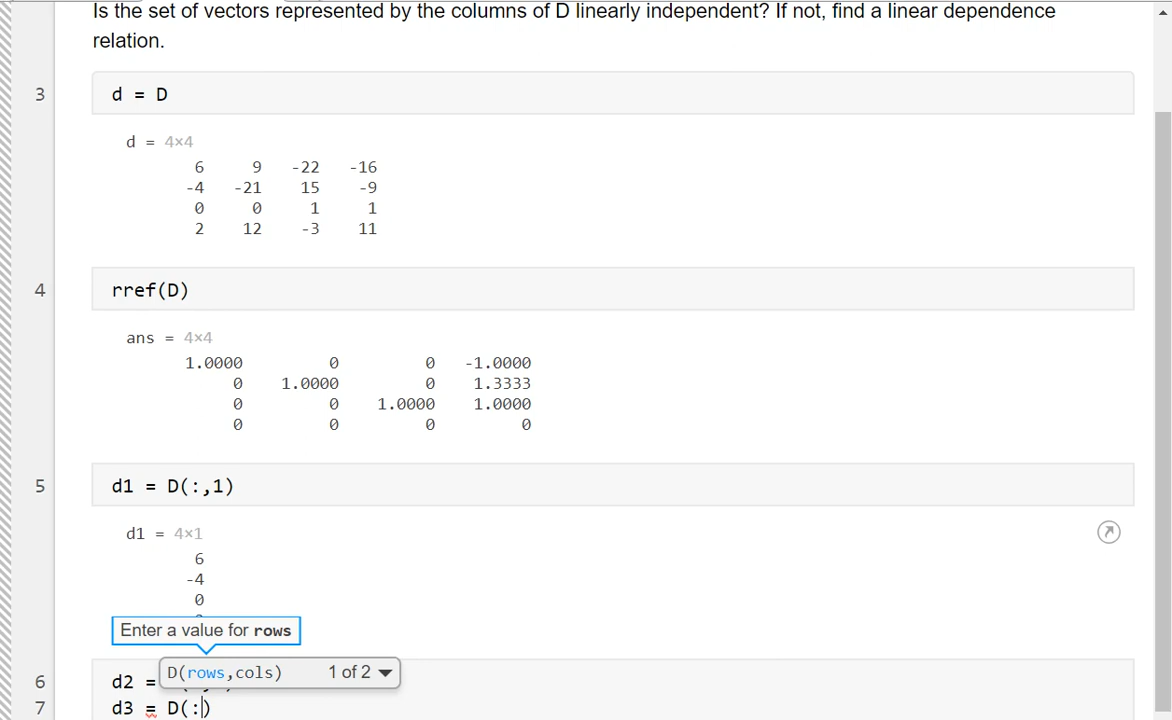 Is the set of vectors represented by the columns of D linearly independent? If not, find a linear dependence
relation.
3 d = D
d = 4×4
6 9 -22 -16
-4 -21 15 -9
0 0 1 1
2 12 -3 11
4 rref(D)
ans = 4×4
1.0000 0 0 -1.0000
0 1.0000 0 1.3333
0 0 1.0000 1.0000
0 0 0 0
5 d1 = D(:,1)
d1 = 4×1
6
-4
0
Enter a value for rows
D(rows,cols) 1 of 2
6 d2 =
7 d3 = D(:)